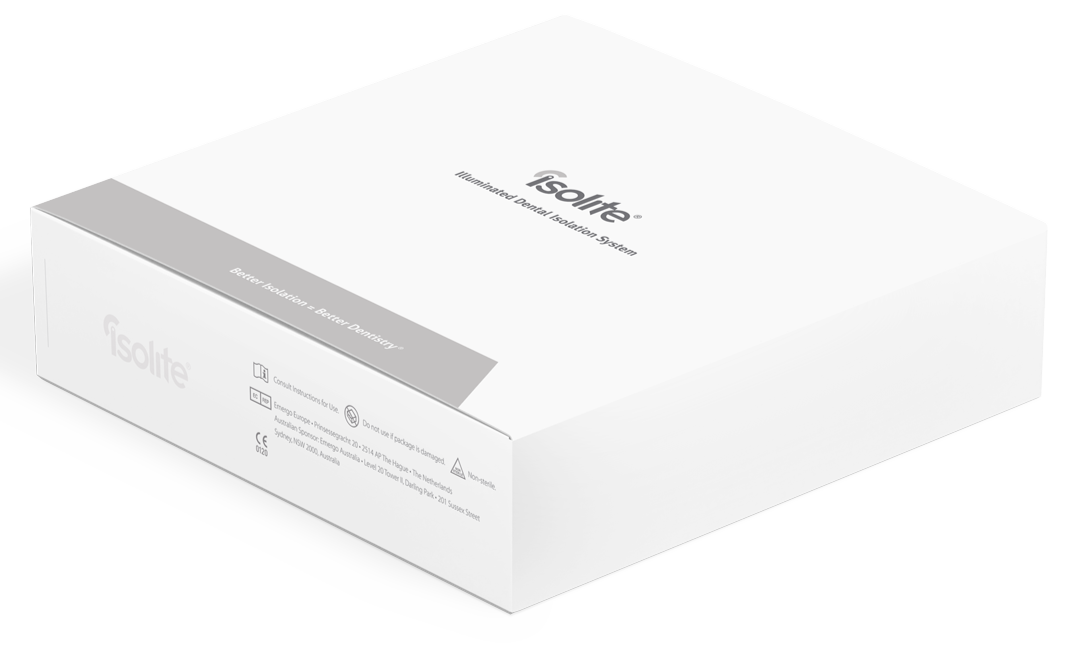 isolite®
Illuminated Dental Isolation System
Better Isolation = Better Dentistry®
isolite®
Consult Instructions for Use.
Do not use if package is damaged.
Non-sterile.
EC REP
Emergo Europe • Prinsessegracht 20 • 2514 AP The Hague • The Netherlands
Australian Sponsor: Emergo Australia • Level 20 Tower II, Darling Park • 201 Sussex Street
Sydney, NSW 2000, Australia
CE
0120